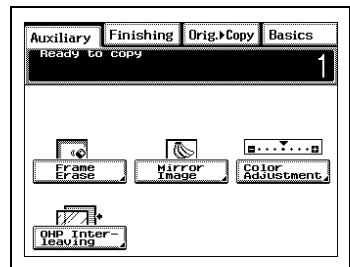 Auxiliary Finishing Orig.▸Copy Basics
Ready to copy
1
Frame
Erase
Mirror
Image
Color
Adjustment
OHP Inter-
leaving